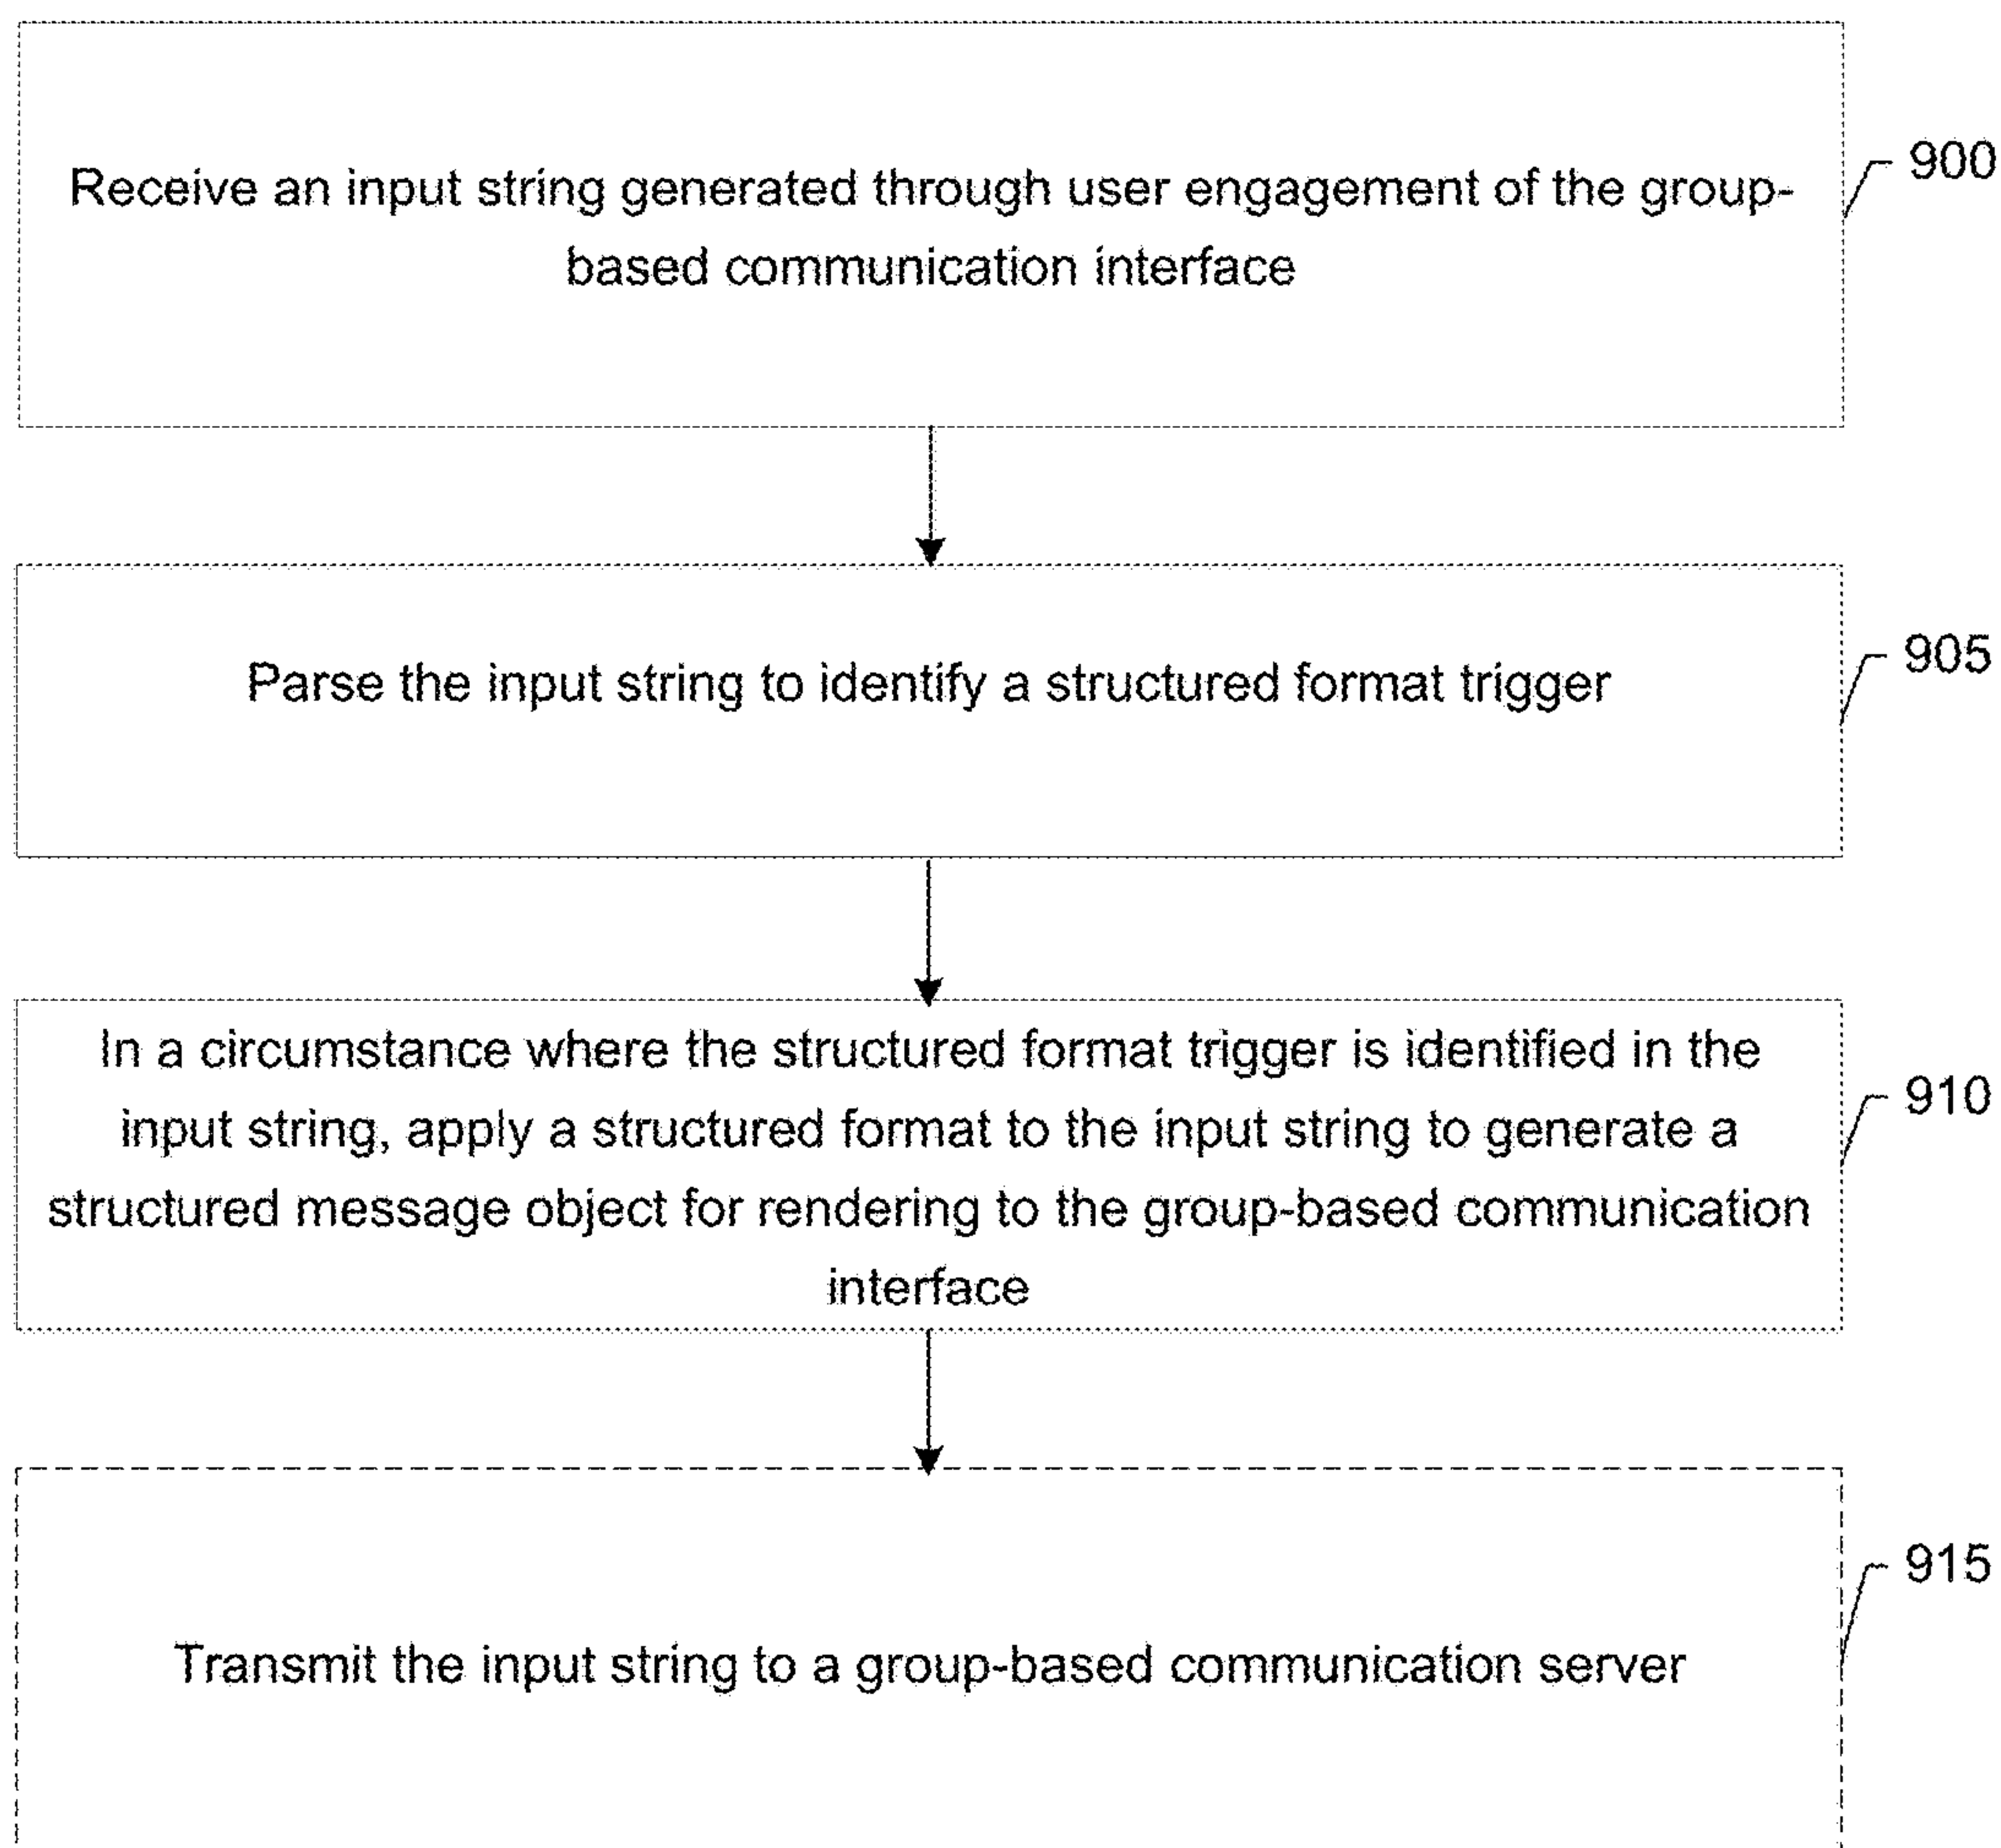 Receive an input string generated through user engagement of the group-
based communication interface
900
Parse the input string to identify a structured format trigger
905
In a circumstance where the structured format trigger is identified in the
input string, apply a structured format to the input string to generate a
structured message object for rendering to the group-based communication
interface
910
Transmit the input string to a group-based communication server
915